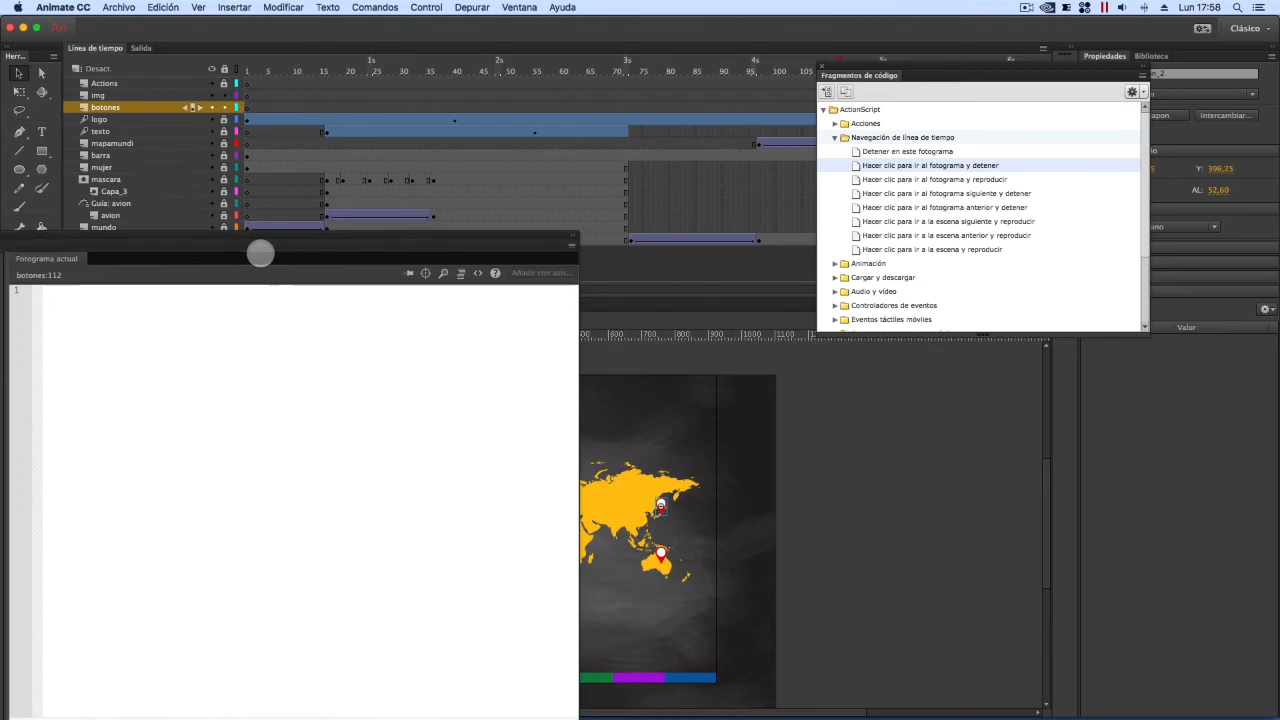 Animate CC Archivo Edición Ver Insertar Modificar Texto Comandos Control Depurar Ventana Ayuda Lun 17:58
An Clásico
Herr... Línea de tiempo Salida Propiedades Biblioteca
Desact. 1s 2s 3s 4s
1 5 10 15 20 25 30 35 40 45 50 55 60 65 70 75 80 85 90 95 100 105
Actions
img
botones
logo
texto
mapamundi
barra
mujer
mascara
Capa_3
Guía: avion
avion
mundo
Fragmentos de código
ActionScript
Acciones
Navegación de línea de tiempo
Detener en este fotograma
Hacer clic para ir al fotograma y detener
Hacer clic para ir al fotograma y reproducir
Hacer clic para ir al fotograma siguiente y detener
Hacer clic para ir al fotograma anterior y detener
Hacer clic para ir a la escena siguiente y reproducir
Hacer clic para ir a la escena anterior y reproducir
Hacer clic para ir a la escena y reproducir
Animación
Cargar y descargar
Audio y vídeo
Controladores de eventos
Eventos táctiles móviles
Intercambiar...
Y: 396,25
AL: 52,60
Valor
Fotograma actual
botones:112
Añadir con asis...
1
600 700 800 900 1000 1100